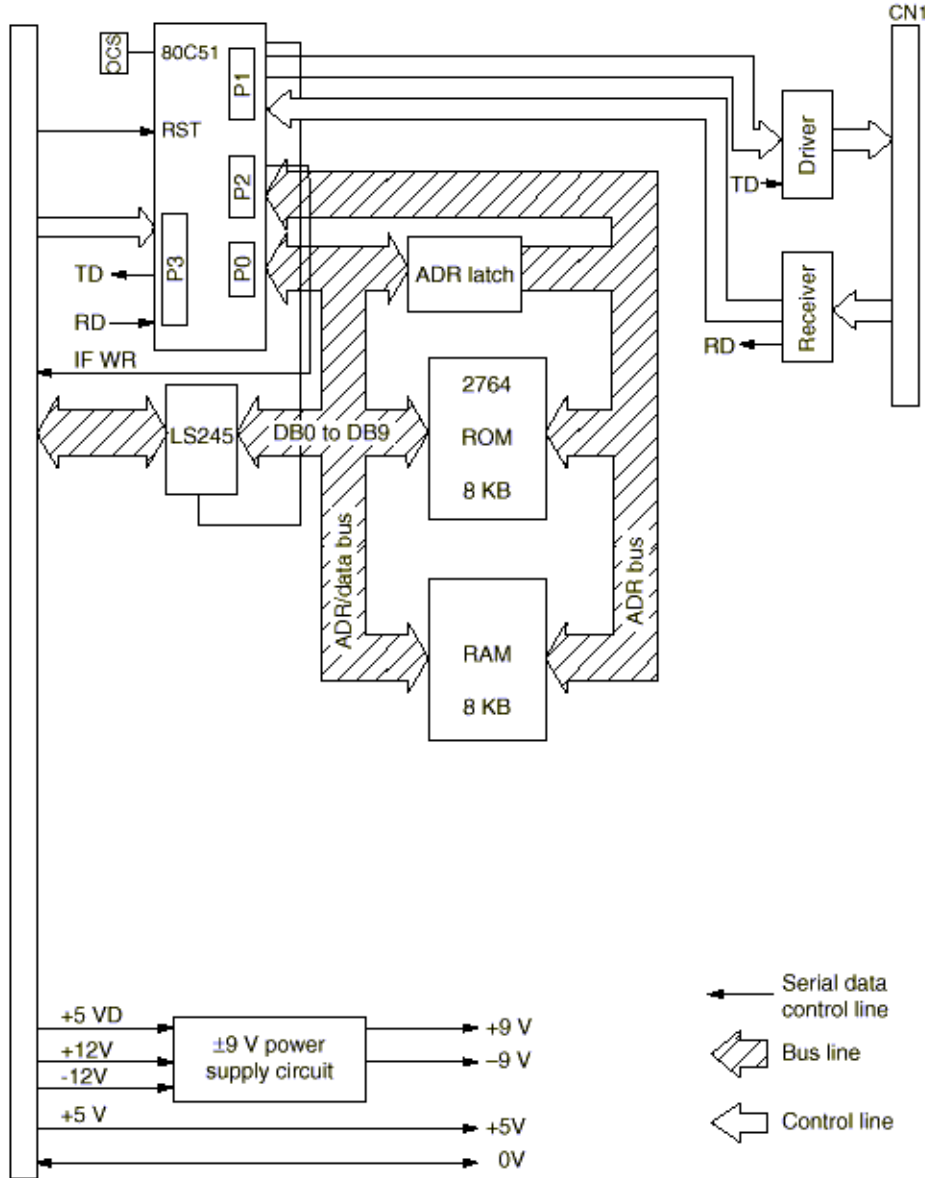 CN1
OCS
80C51
P1
RST
Driver
TD
P2
P0
P3
ADR latch
TD
RD
Receiver
RD
IF WR
2764
ROM
8 KB
LS245
DB0 to DB9
ADR/data bus
ADR bus
RAM
8 KB
+5 VD
+12V
-12V
±9 V power
supply circuit
+9 V
–9 V
+5 V
+5V
0V
Serial data
control line
Bus line
Control line